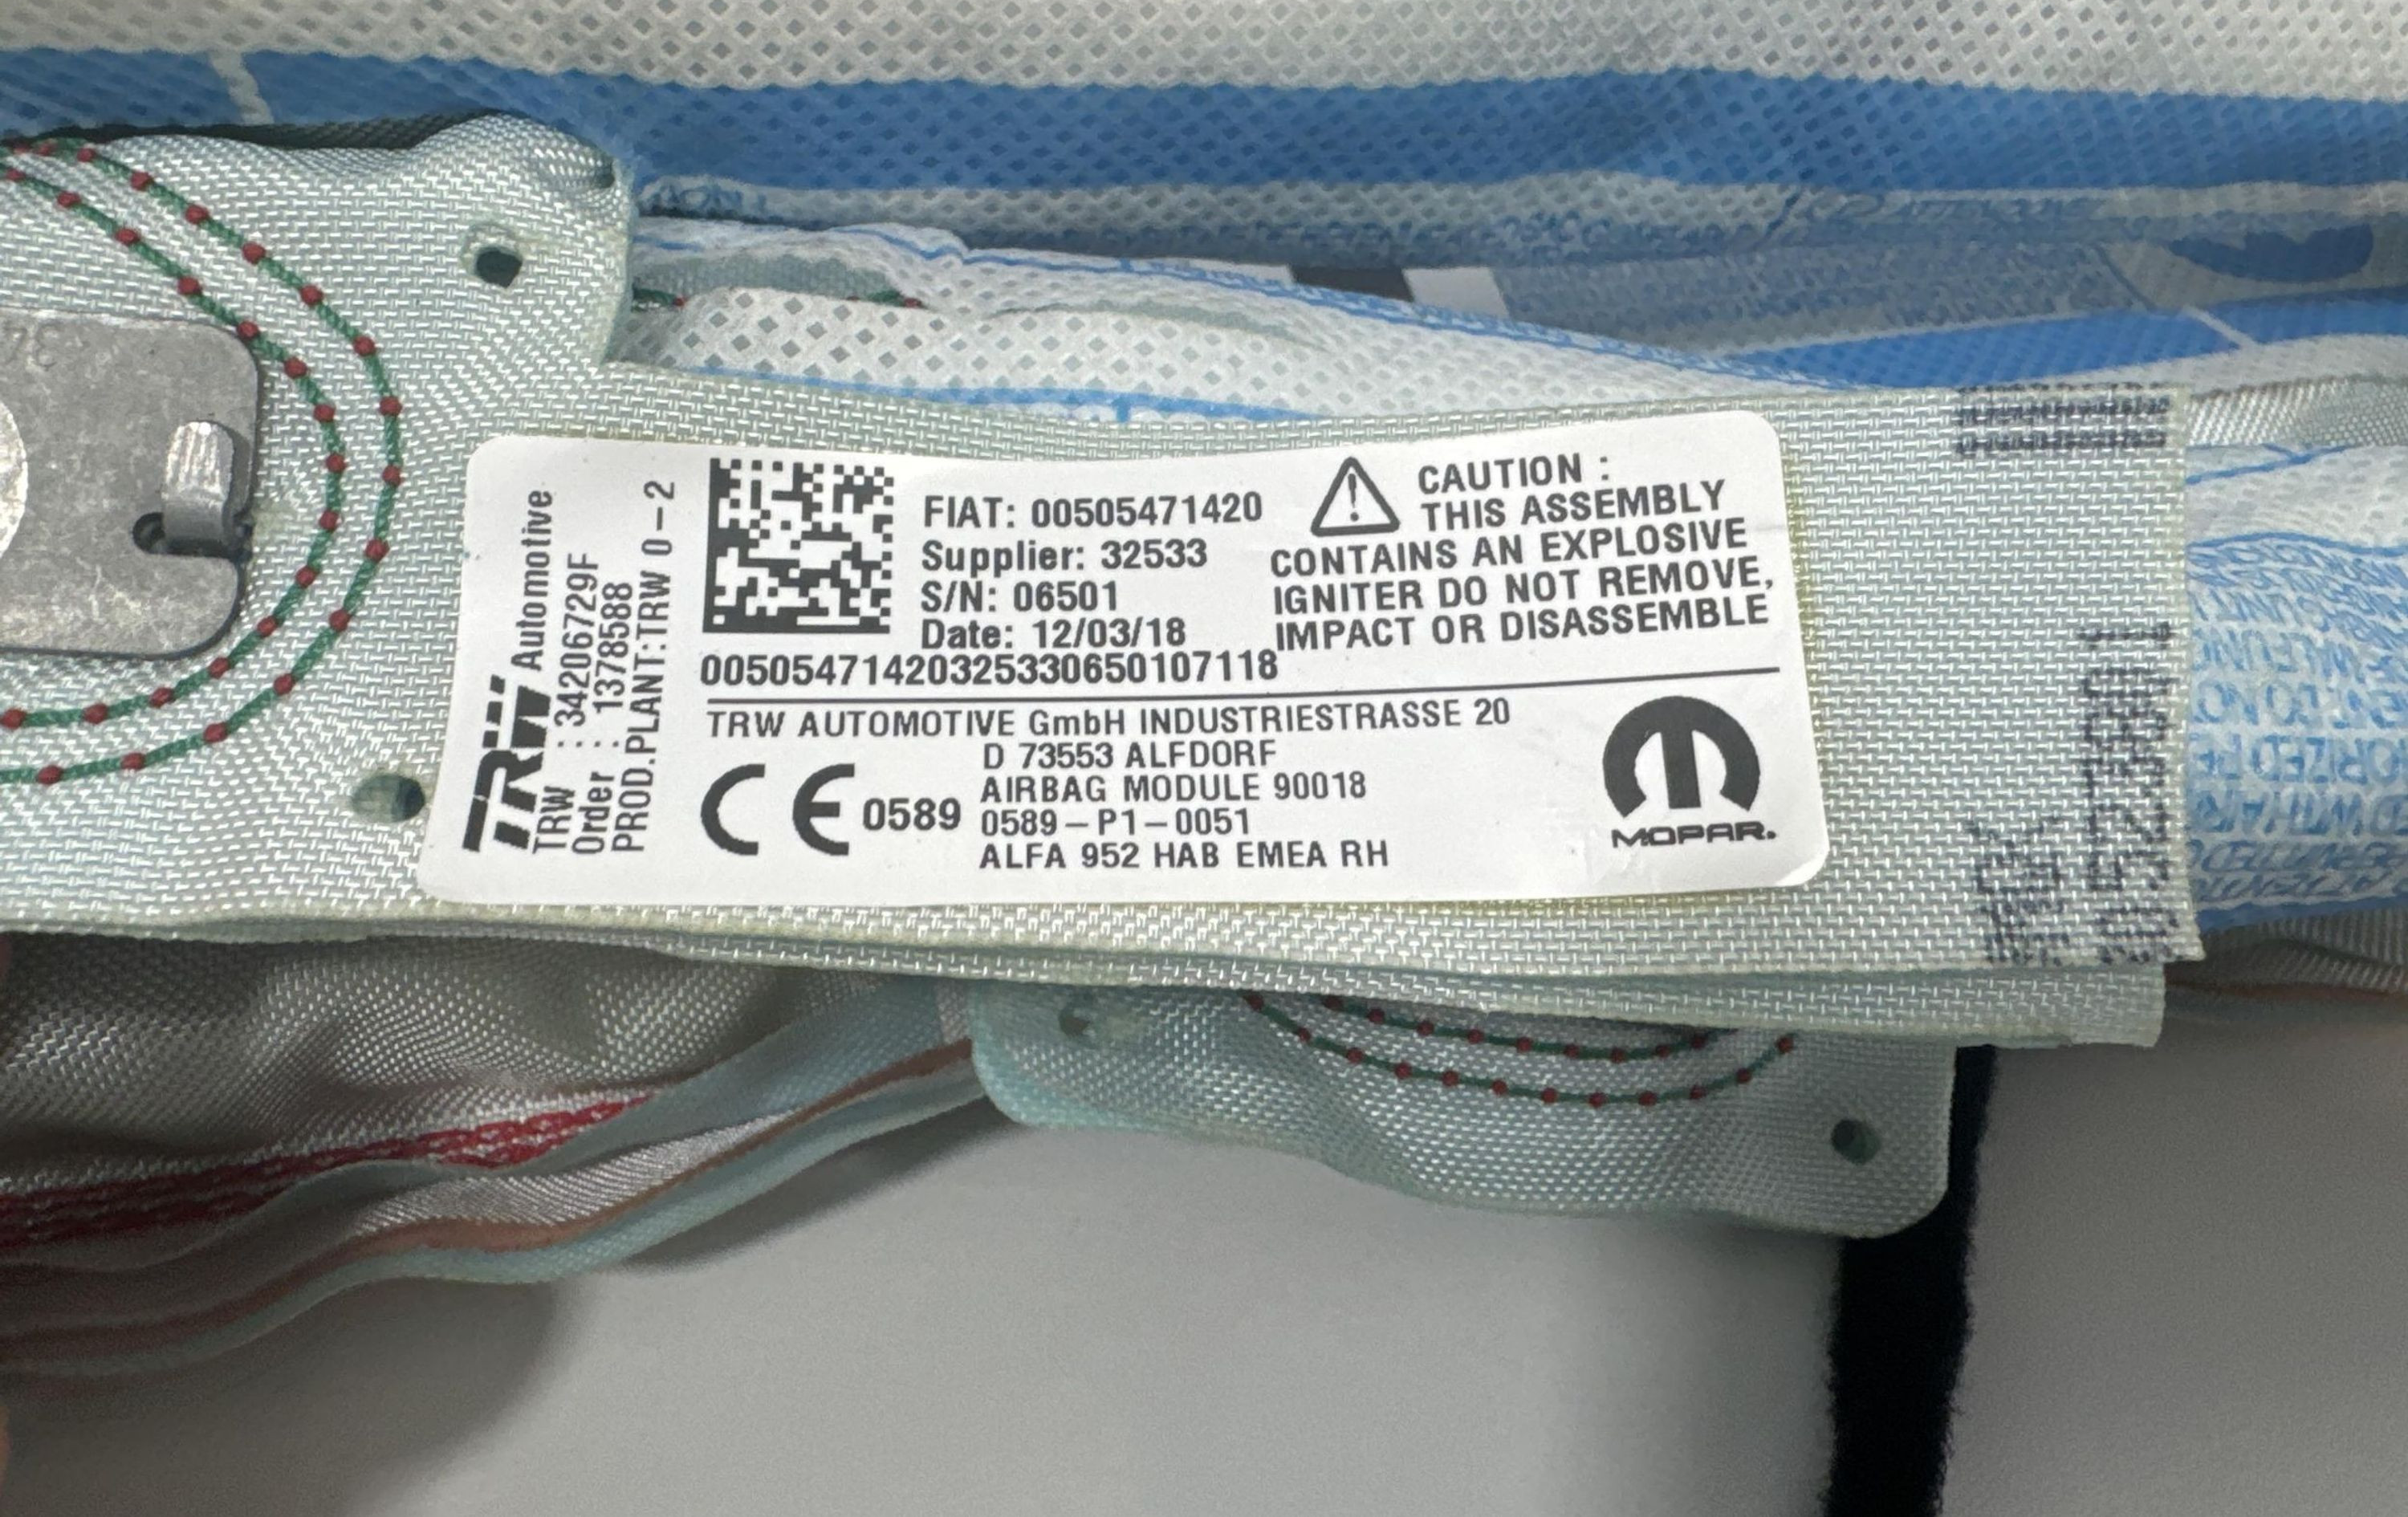 TRW Automotive
TRW : 34206729F
Order : 1378588
PROD.PLANT:TRW 0-2
FIAT: 00505471420
Supplier: 32533
S/N: 06501
Date: 12/03/18
00505471420325330650107118
CAUTION :
THIS ASSEMBLY
CONTAINS AN EXPLOSIVE
IGNITER DO NOT REMOVE,
IMPACT OR DISASSEMBLE
TRW AUTOMOTIVE GmbH INDUSTRIESTRASSE 20
D 73553 ALFDORF
AIRBAG MODULE 90018
0589-P1-0051
ALFA 952 HAB EMEA RH
CE 0589
MOPAR.